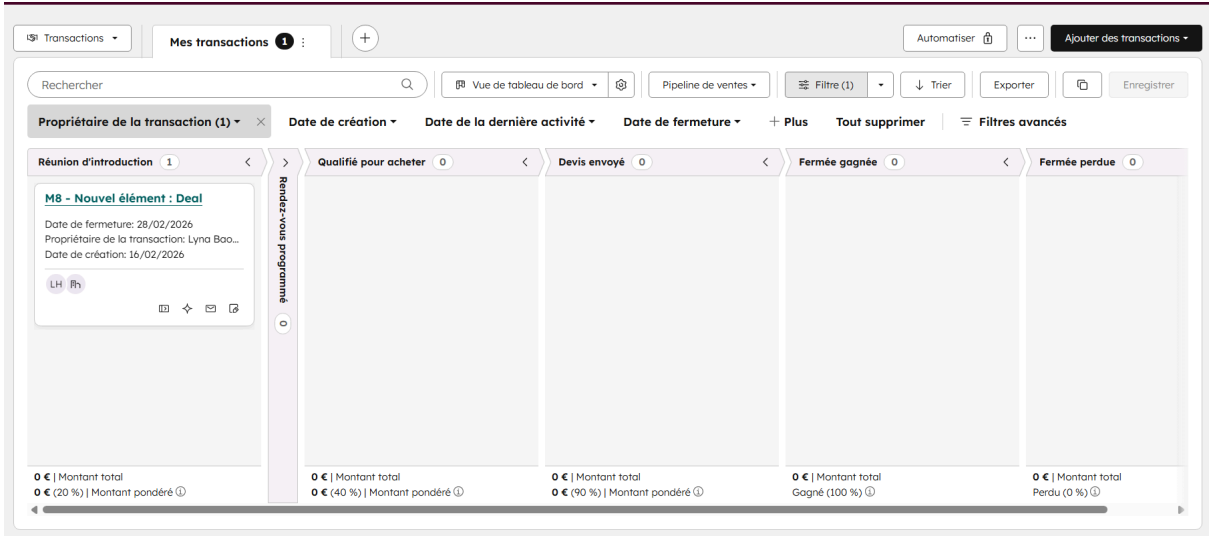 Transactions
Mes transactions 1
Automatiser
Ajouter des transactions
Rechercher
Vue de tableau de bord
Pipeline de ventes
Filtre (1)
Trier
Exporter
Enregistrer
Propriétaire de la transaction (1)
Date de création
Date de la dernière activité
Date de fermeture
Plus
Tout supprimer
Filtres avancés
Réunion d'introduction 1
M8 - Nouvel élément : Deal
Date de fermeture: 28/02/2026
Propriétaire de la transaction: Lyna Bao...
Date de création: 16/02/2026
LH
0 € | Montant total
0 € (20 %) | Montant pondéré
Rendez-vous programmé 0
Qualifié pour acheter 0
0 € | Montant total
0 € (40 %) | Montant pondéré
Devis envoyé 0
0 € | Montant total
0 € (90 %) | Montant pondéré
Fermée gagnée 0
0 € | Montant total
Gagné (100 %)
Fermée perdue 0
0 € | Montant total
Perdu (0 %)